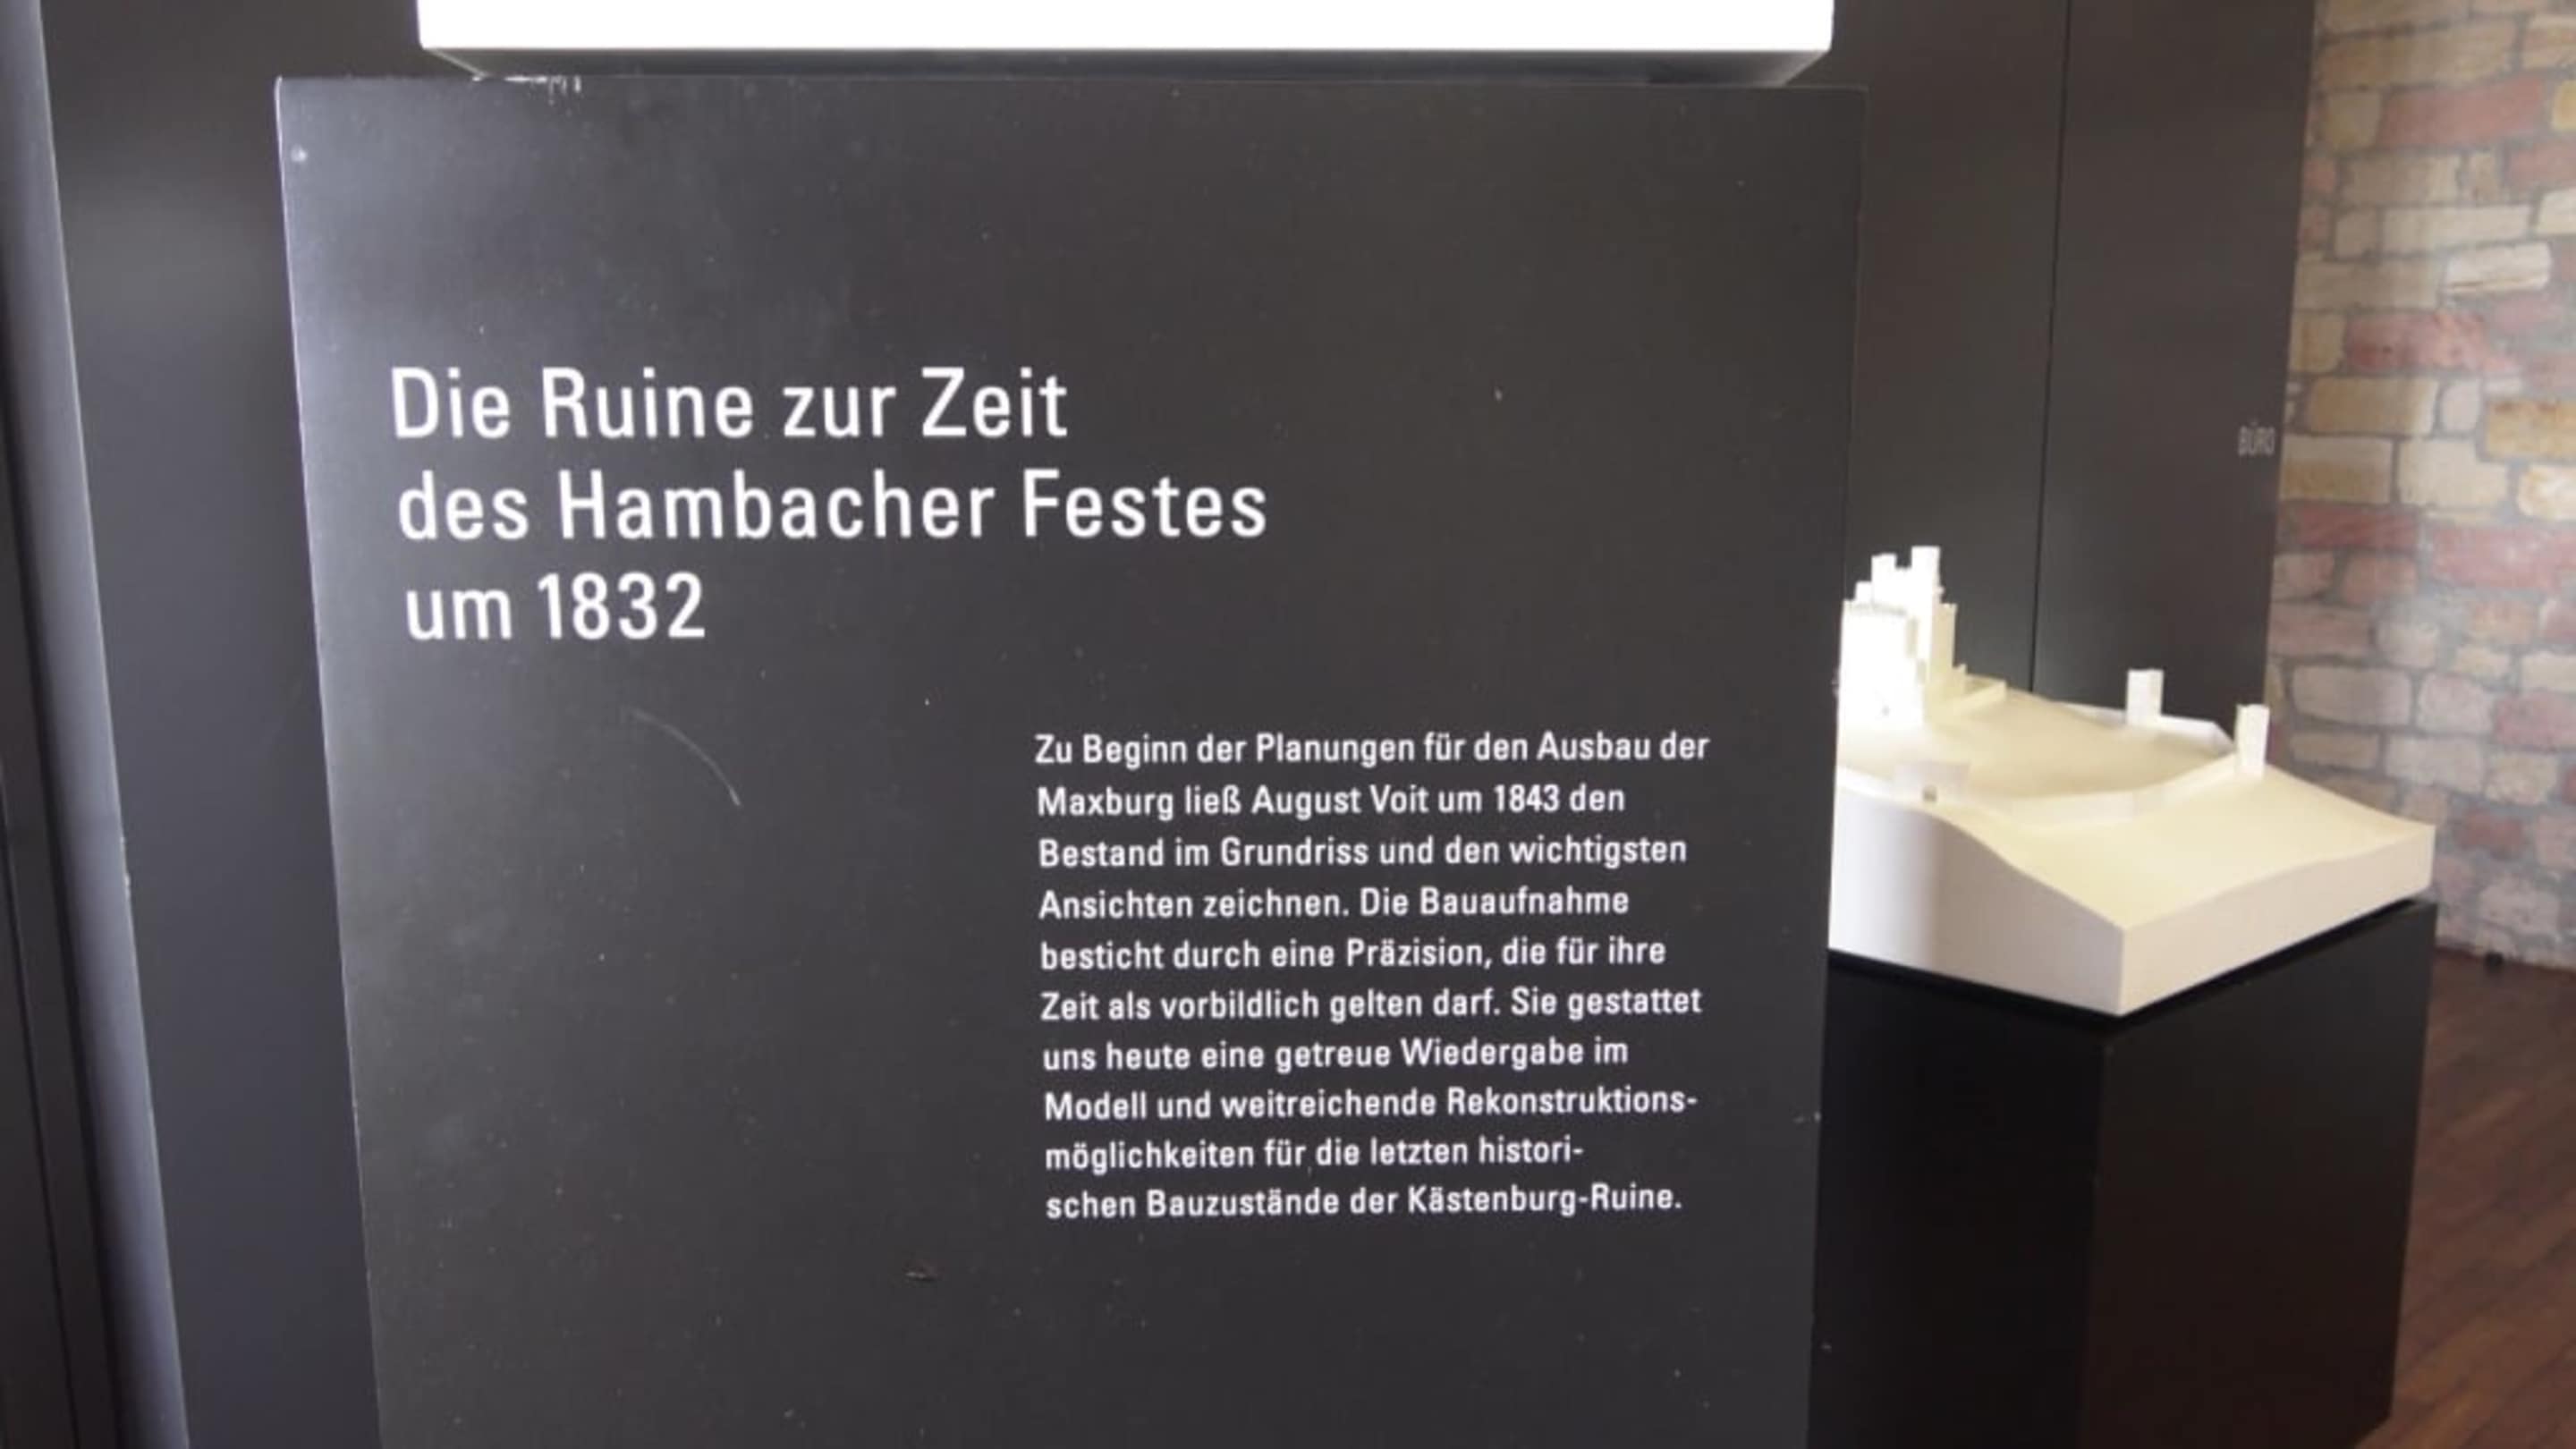 Die Ruine zur Zeit
des Hambacher Festes
um 1832
Zu Beginn der Planungen für den Ausbau der
Maxburg ließ August Voit um 1843 den
Bestand im Grundriss und den wichtigsten
Ansichten zeichnen. Die Bauaufnahme
besticht durch eine Präzision, die für ihre
Zeit als vorbildlich gelten darf. Sie gestattet
uns heute eine getreue Wiedergabe im
Modell und weitreichende Rekonstruktions-
möglichkeiten für die letzten histori-
schen Bauzustände der Kästenburg-Ruine.
BÜRO